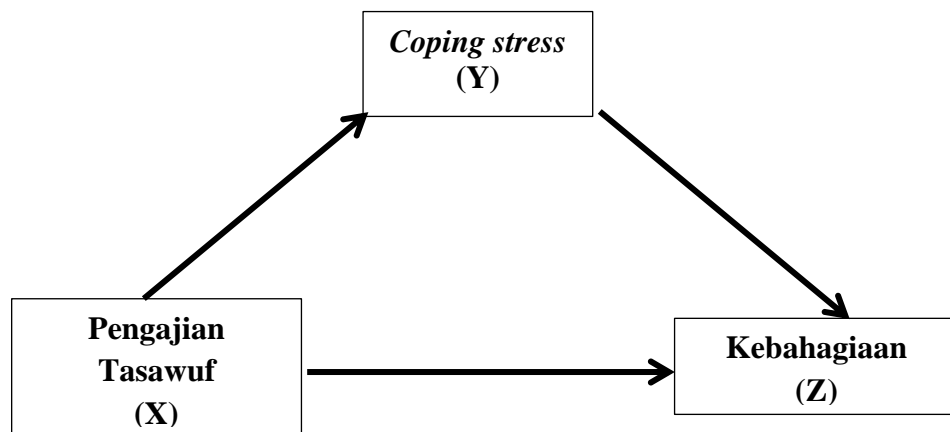 Coping stress
(Y)
Pengajian
Tasawuf
(X)
Kebahagiaan
(Z)